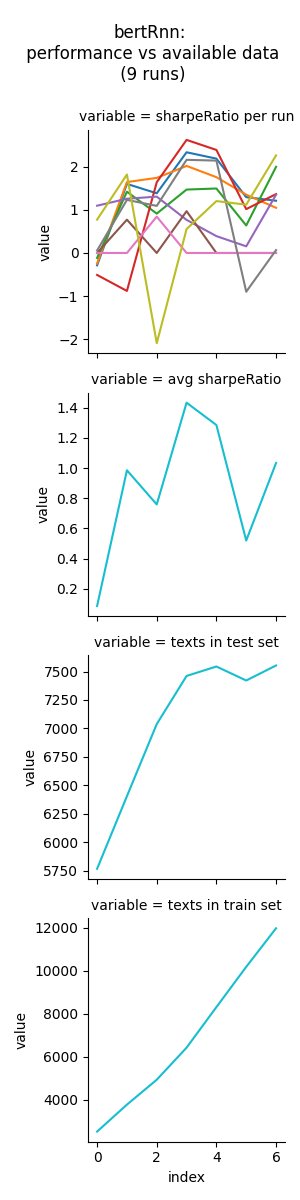 bertRnn:
performance vs available data
(9 runs)
variable = sharpeRatio per run
2
1
0
−1
−2
value
variable = avg sharpeRatio
1.4
1.2
1.0
0.8
0.6
0.4
0.2
value
variable = texts in test set
7500
7250
7000
6750
6500
6250
6000
5750
value
variable = texts in train set
12000
10000
8000
6000
4000
value
0
2
4
6
index